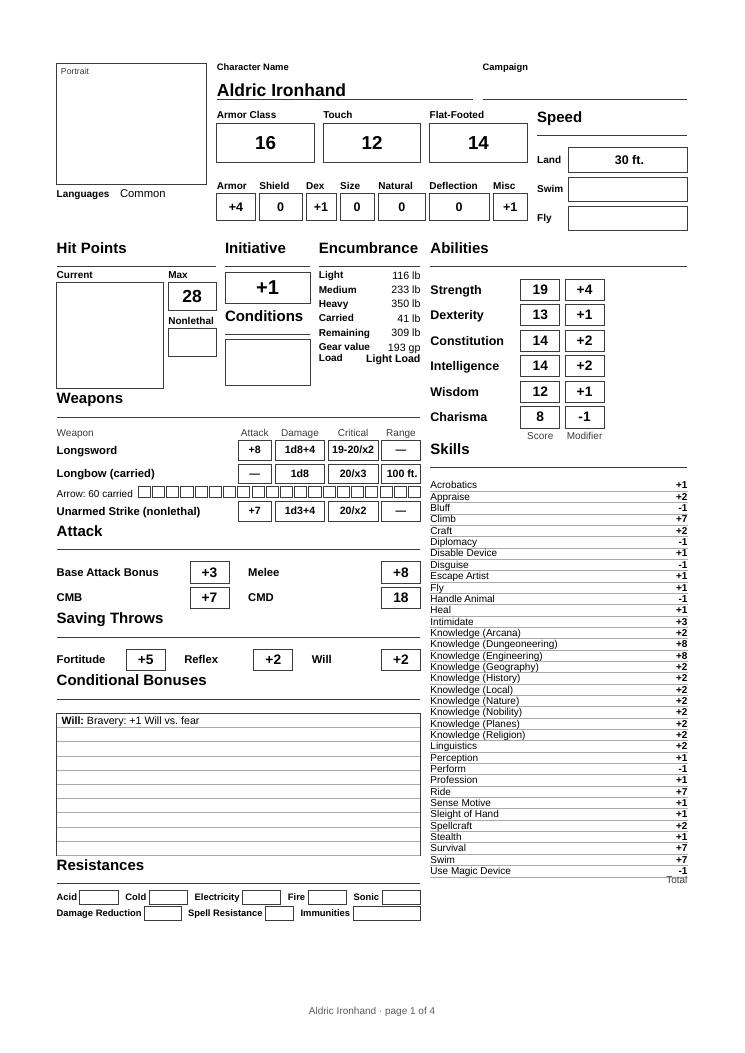 Portrait
Character Name
Campaign
Aldric Ironhand
Armor Class Touch Flat-Footed
16 12 14
Speed
Land 30 ft.
Swim
Fly
Languages Common
Armor Shield Dex Size Natural Deflection Misc
+4 0 +1 0 0 0 +1
Hit Points
Current
Max
28
Nonlethal
Initiative
+1
Conditions
Encumbrance
Light 116 lb
Medium 233 lb
Heavy 350 lb
Carried 41 lb
Remaining 309 lb
Gear value 193 gp
Load Light Load
Abilities
Strength 19 +4
Dexterity 13 +1
Constitution 14 +2
Intelligence 14 +2
Wisdom 12 +1
Charisma 8 -1
Score Modifier
Weapons
Weapon Attack Damage Critical Range
Longsword +8 1d8+4 19-20/x2 —
Longbow (carried) — 1d8 20/x3 100 ft.
Arrow: 60 carried
Unarmed Strike (nonlethal) +7 1d3+4 20/x2 —
Attack
Base Attack Bonus +3 Melee +8
CMB +7 CMD 18
Saving Throws
Fortitude +5 Reflex +2 Will +2
Conditional Bonuses
Will: Bravery: +1 Will vs. fear
Resistances
Acid Cold Electricity Fire Sonic
Damage Reduction Spell Resistance Immunities
Skills
Acrobatics +1
Appraise +2
Bluff -1
Climb +7
Craft +2
Diplomacy -1
Disable Device +1
Disguise -1
Escape Artist +1
Fly +1
Handle Animal -1
Heal +1
Intimidate +3
Knowledge (Arcana) +2
Knowledge (Dungeoneering) +8
Knowledge (Engineering) +8
Knowledge (Geography) +2
Knowledge (History) +2
Knowledge (Local) +2
Knowledge (Nature) +2
Knowledge (Nobility) +2
Knowledge (Planes) +2
Knowledge (Religion) +2
Linguistics +2
Perception +1
Perform -1
Profession +1
Ride +7
Sense Motive +1
Sleight of Hand +1
Spellcraft +2
Stealth +1
Survival +7
Swim +7
Use Magic Device -1
Total
Aldric Ironhand · page 1 of 4